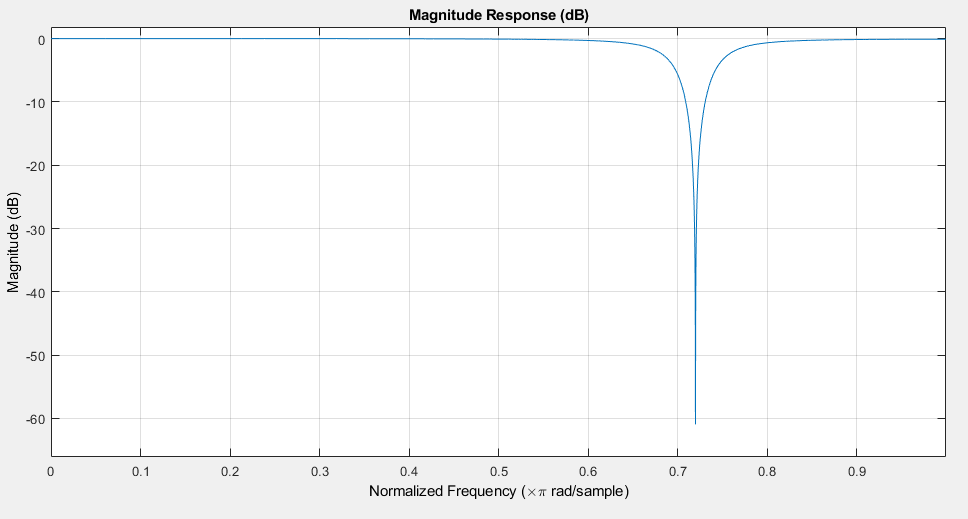 Magnitude Response (dB)
0
-10
-20
-30
-40
-50
-60
Magnitude (dB)
0 0.1 0.2 0.3 0.4 0.5 0.6 0.7 0.8 0.9
Normalized Frequency (×π rad/sample)